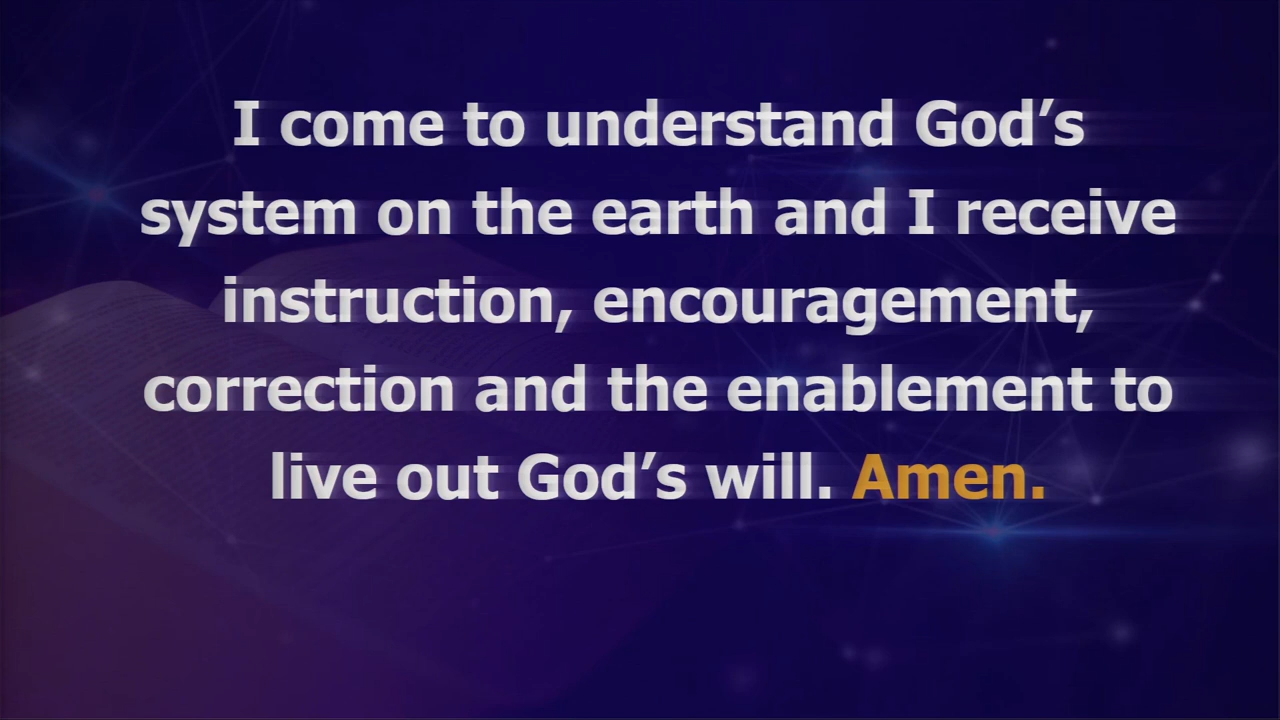 I come to understand God’s
system on the earth and I receive
instruction, encouragement,
correction and the enablement to
live out God’s will. Amen.